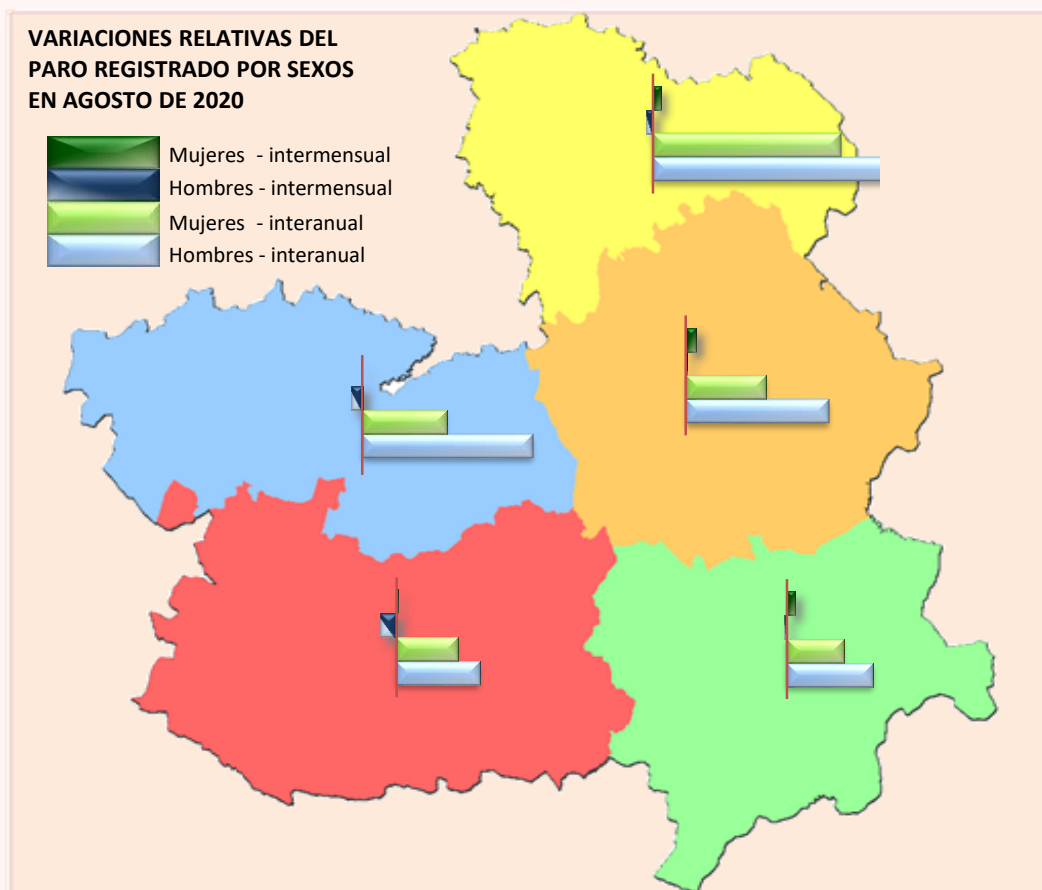 VARIACIONES RELATIVAS DEL
PARO REGISTRADO POR SEXOS
EN AGOSTO DE 2020
Mujeres - intermensual
Hombres - intermensual
Mujeres - interanual
Hombres - interanual